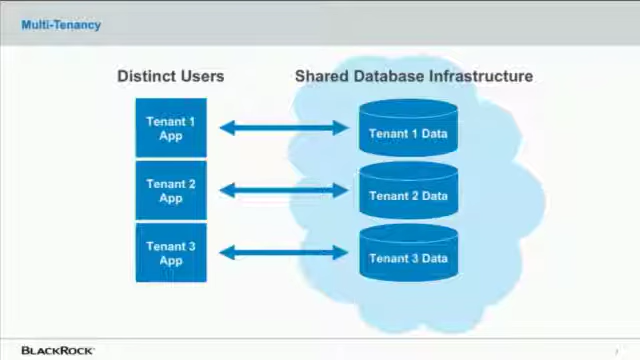 Multi-Tenancy
Distinct Users
Shared Database Infrastructure
Tenant 1
App
Tenant 1 Data
Tenant 2
App
Tenant 2 Data
Tenant 3
App
Tenant 3 Data
BLACKROCK